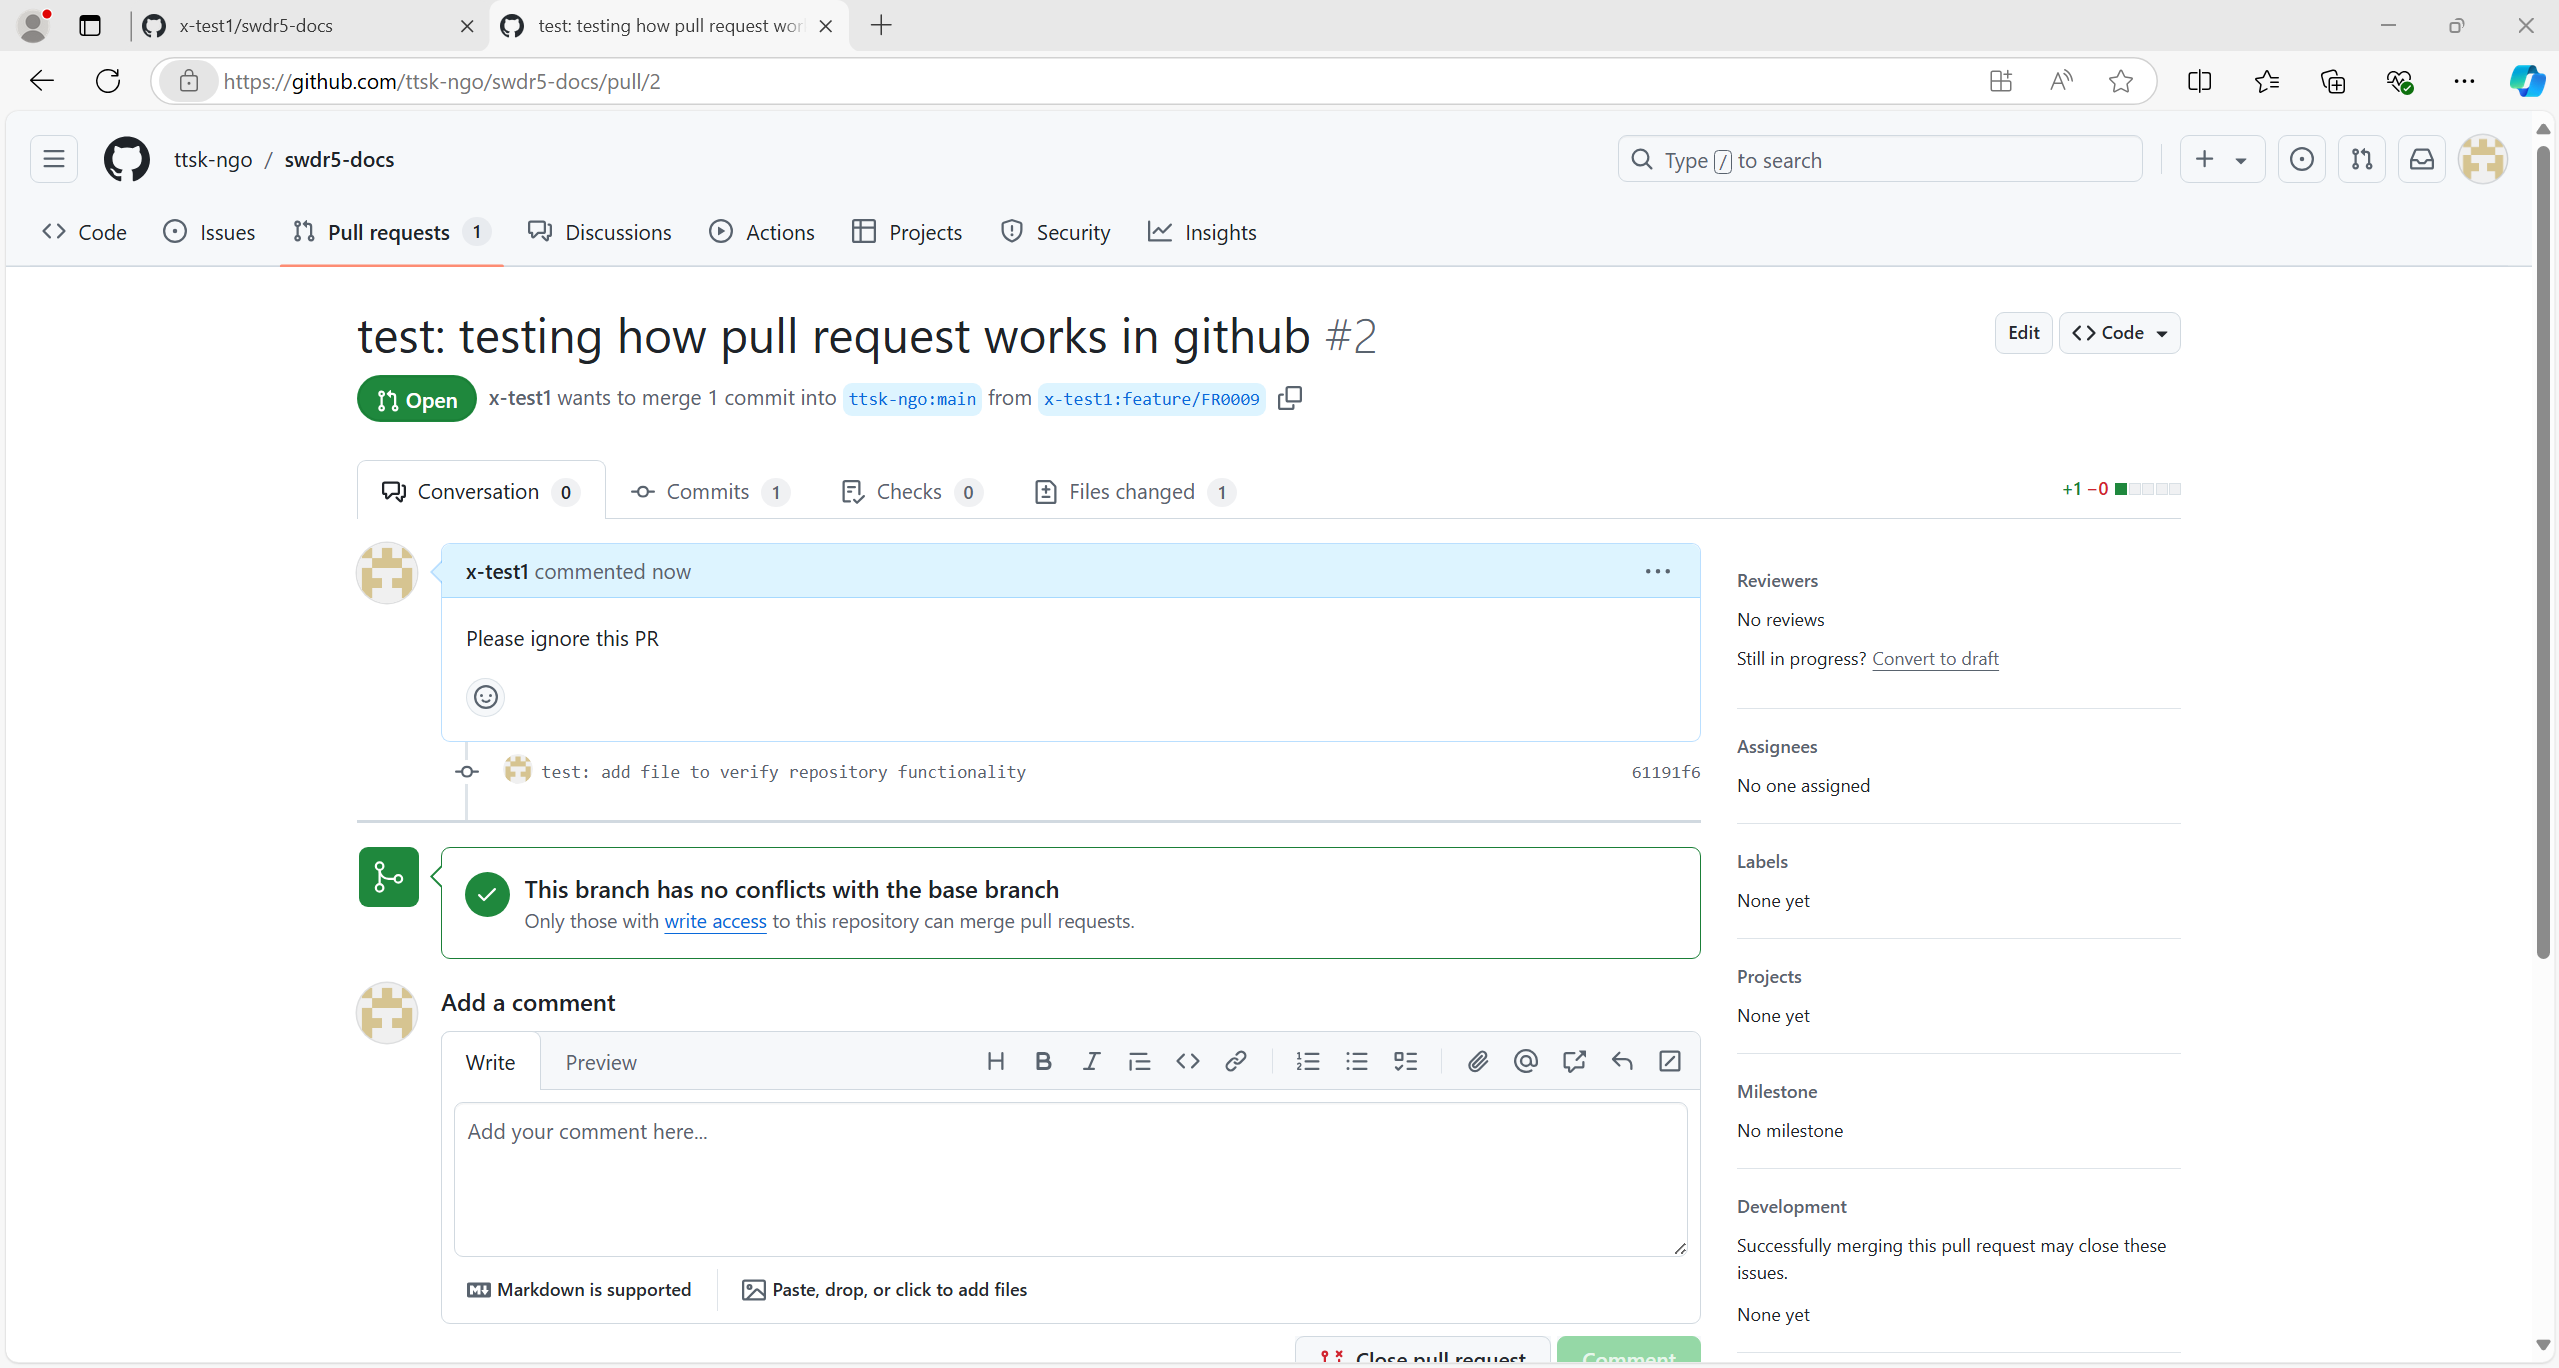 x-test1/swdr5-docs
test: testing how pull request wor
https://github.com/ttsk-ngo/swdr5-docs/pull/2
ttsk-ngo / swdr5-docs
Type / to search
Code
Issues
Pull requests 1
Discussions
Actions
Projects
Security
Insights
test: testing how pull request works in github #2
Edit
Code
Open
x-test1 wants to merge 1 commit into ttsk-ngo:main from x-test1:feature/FR0009
Conversation 0
Commits 1
Checks 0
Files changed 1
+1 −0
x-test1 commented now
Please ignore this PR
test: add file to verify repository functionality
61191f6
This branch has no conflicts with the base branch
Only those with write access to this repository can merge pull requests.
Add a comment
Write
Preview
Add your comment here...
Markdown is supported
Paste, drop, or click to add files
Close pull request
Comment
Reviewers
No reviews
Still in progress? Convert to draft
Assignees
No one assigned
Labels
None yet
Projects
None yet
Milestone
No milestone
Development
Successfully merging this pull request may close these
issues.
None yet